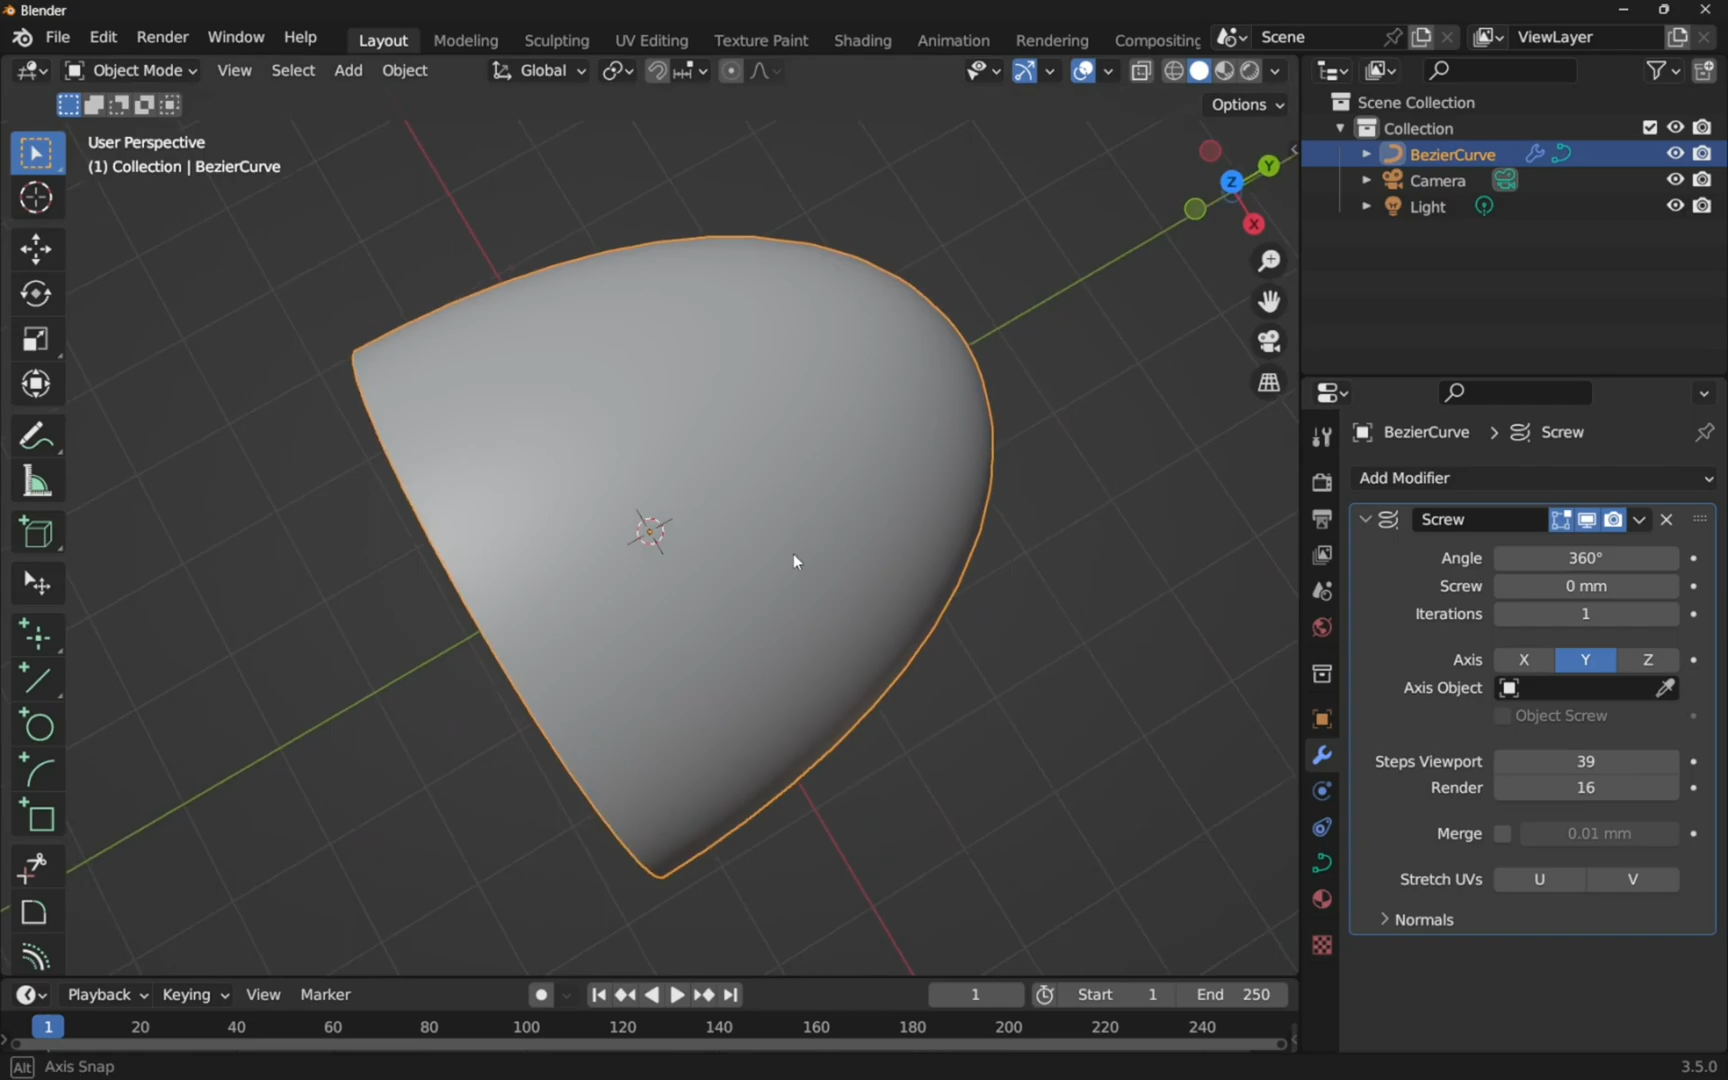 Blender
File Edit Render Window Help Layout Modeling Sculpting UV Editing Texture Paint Shading Animation Rendering Compositing Scene ViewLayer
Object Mode View Select Add Object Global
Options
User Perspective
(1) Collection | BezierCurve
Y
Z
X
Scene Collection
Collection
BezierCurve
Camera
Light
BezierCurve > Screw
Add Modifier
Screw
Angle 360°
Screw 0 mm
Iterations 1
Axis X Y Z
Axis Object
Object Screw
Steps Viewport 39
Render 16
Merge 0.01 mm
Stretch UVs U V
Normals
Playback Keying View Marker 1 Start 1 End 250
1 20 40 60 80 100 120 140 160 180 200 220 240
Alt Axis Snap 3.5.0